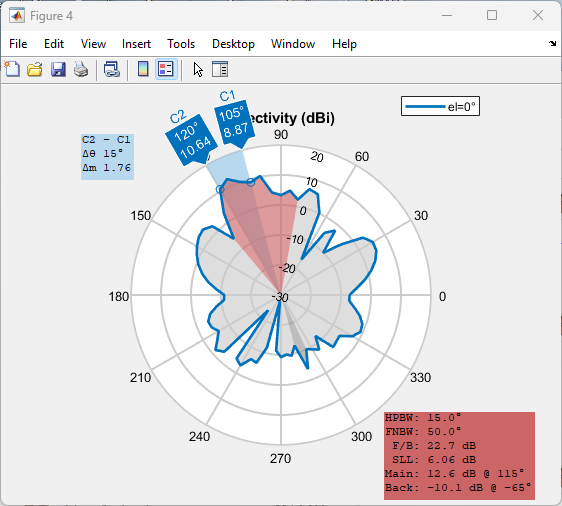 Figure 4
File Edit View Insert Tools Desktop Window Help
C2
120°
10.64
C1
105°
8.87
ectivity (dBi)
el=0°
C2 - C1
Δθ 15°
Δm 1.76
90
60
30
0
330
300
270
240
210
180
150
20
10
0
-10
-20
-30
HPBW: 15.0°
FNBW: 50.0°
F/B: 22.7 dB
SLL: 6.06 dB
Main: 12.6 dB @ 115°
Back: -10.1 dB @ -65°